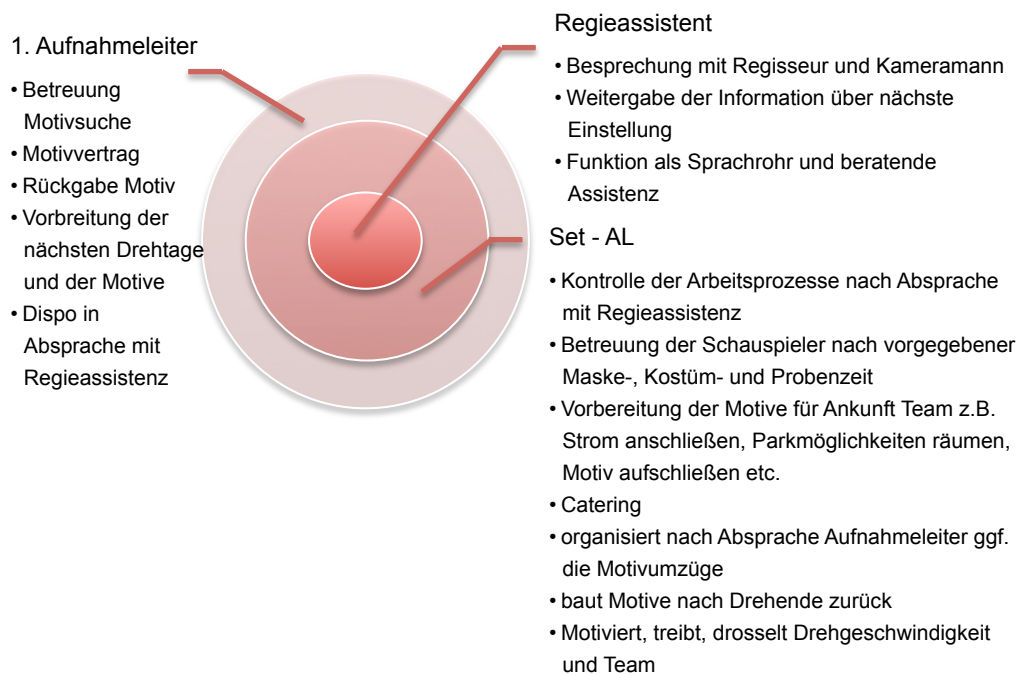 1. Aufnahmeleiter
• Betreuung
Motivsuche
• Motivvertrag
• Rückgabe Motiv
• Vorbreitung der
nächsten Drehtage
und der Motive
• Dispo in
Absprache mit
Regieassistenz
Regieassistent
• Besprechung mit Regisseur und Kameramann
• Weitergabe der Information über nächste
Einstellung
• Funktion als Sprachrohr und beratende
Assistenz
Set - AL
• Kontrolle der Arbeitsprozesse nach Absprache
mit Regieassistenz
• Betreuung der Schauspieler nach vorgegebener
Maske-, Kostüm- und Probenzeit
• Vorbereitung der Motive für Ankunft Team z.B.
Strom anschließen, Parkmöglichkeiten räumen,
Motiv aufschließen etc.
• Catering
• organisiert nach Absprache Aufnahmeleiter ggf.
die Motivumzüge
• baut Motive nach Drehende zurück
• Motiviert, treibt, drosselt Drehgeschwindigkeit
und Team